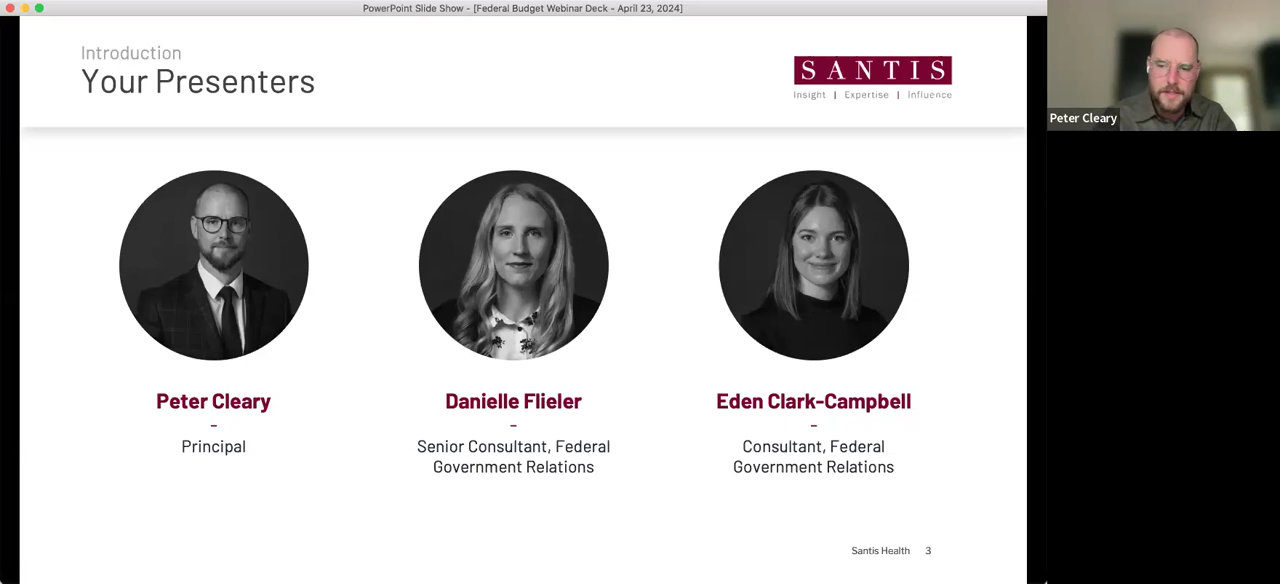 PowerPoint Slide Show - [Federal Budget Webinar Deck - April 23, 2024]
Introduction
Your Presenters
SANTIS
Insight | Expertise | Influence
Peter Cleary
Peter Cleary
-
Principal
Danielle Flieler
-
Senior Consultant, Federal
Government Relations
Eden Clark-Campbell
-
Consultant, Federal
Government Relations
Santis Health 3